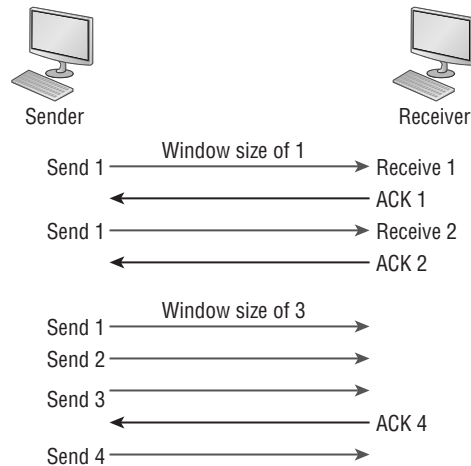 Sender Receiver
Window size of 1
Send 1 Receive 1
ACK 1
Send 1 Receive 2
ACK 2
Window size of 3
Send 1
Send 2
Send 3
ACK 4
Send 4